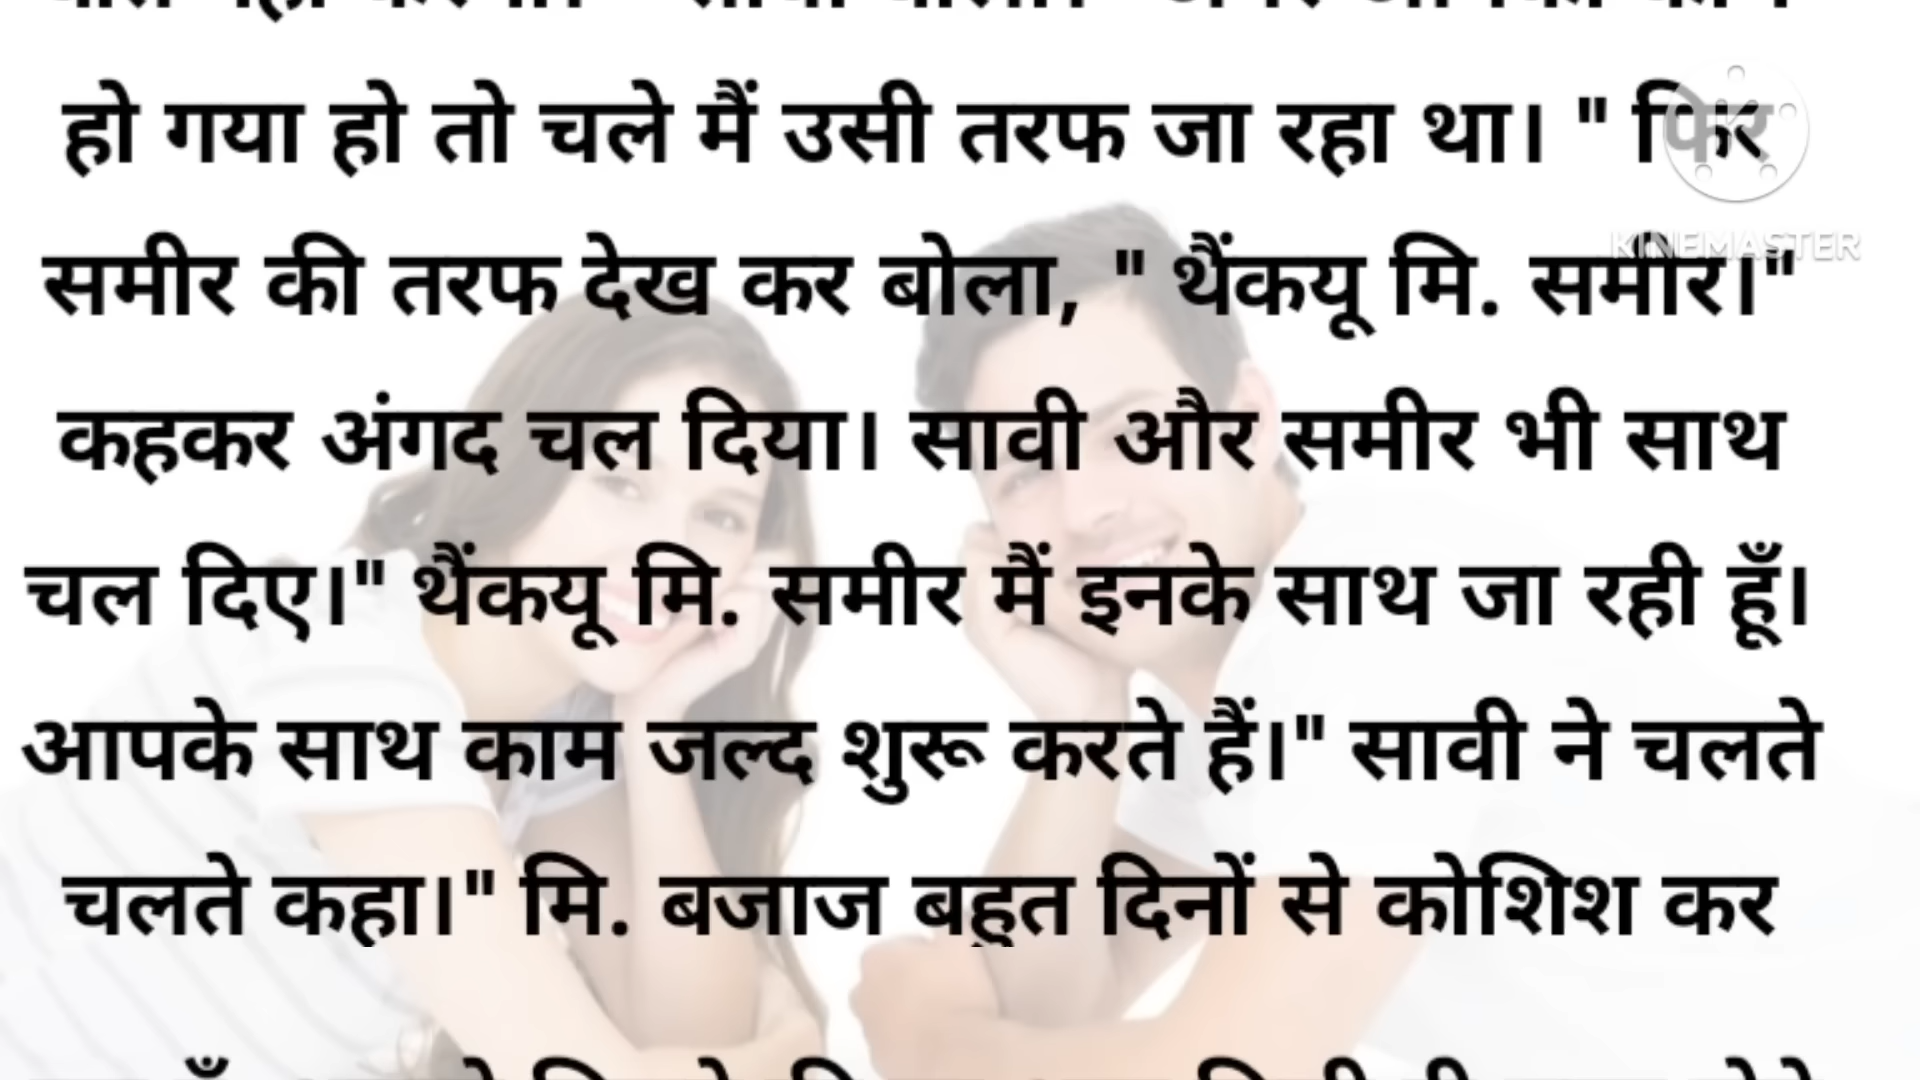 हो गया हो तो चले मैं उसी तरफ जा रहा था। " फिर
समीर की तरफ देख कर बोला, " थैंकयू मि. समीर।"
कहकर अंगद चल दिया। सावी और समीर भी साथ
चल दिए।" थैंकयू मि. समीर मैं इनके साथ जा रही हूँ।
आपके साथ काम जल्द शुरू करते हैं।" सावी ने चलते
चलते कहा।" मि. बजाज बहुत दिनों से कोशिश कर
KINEMASTER